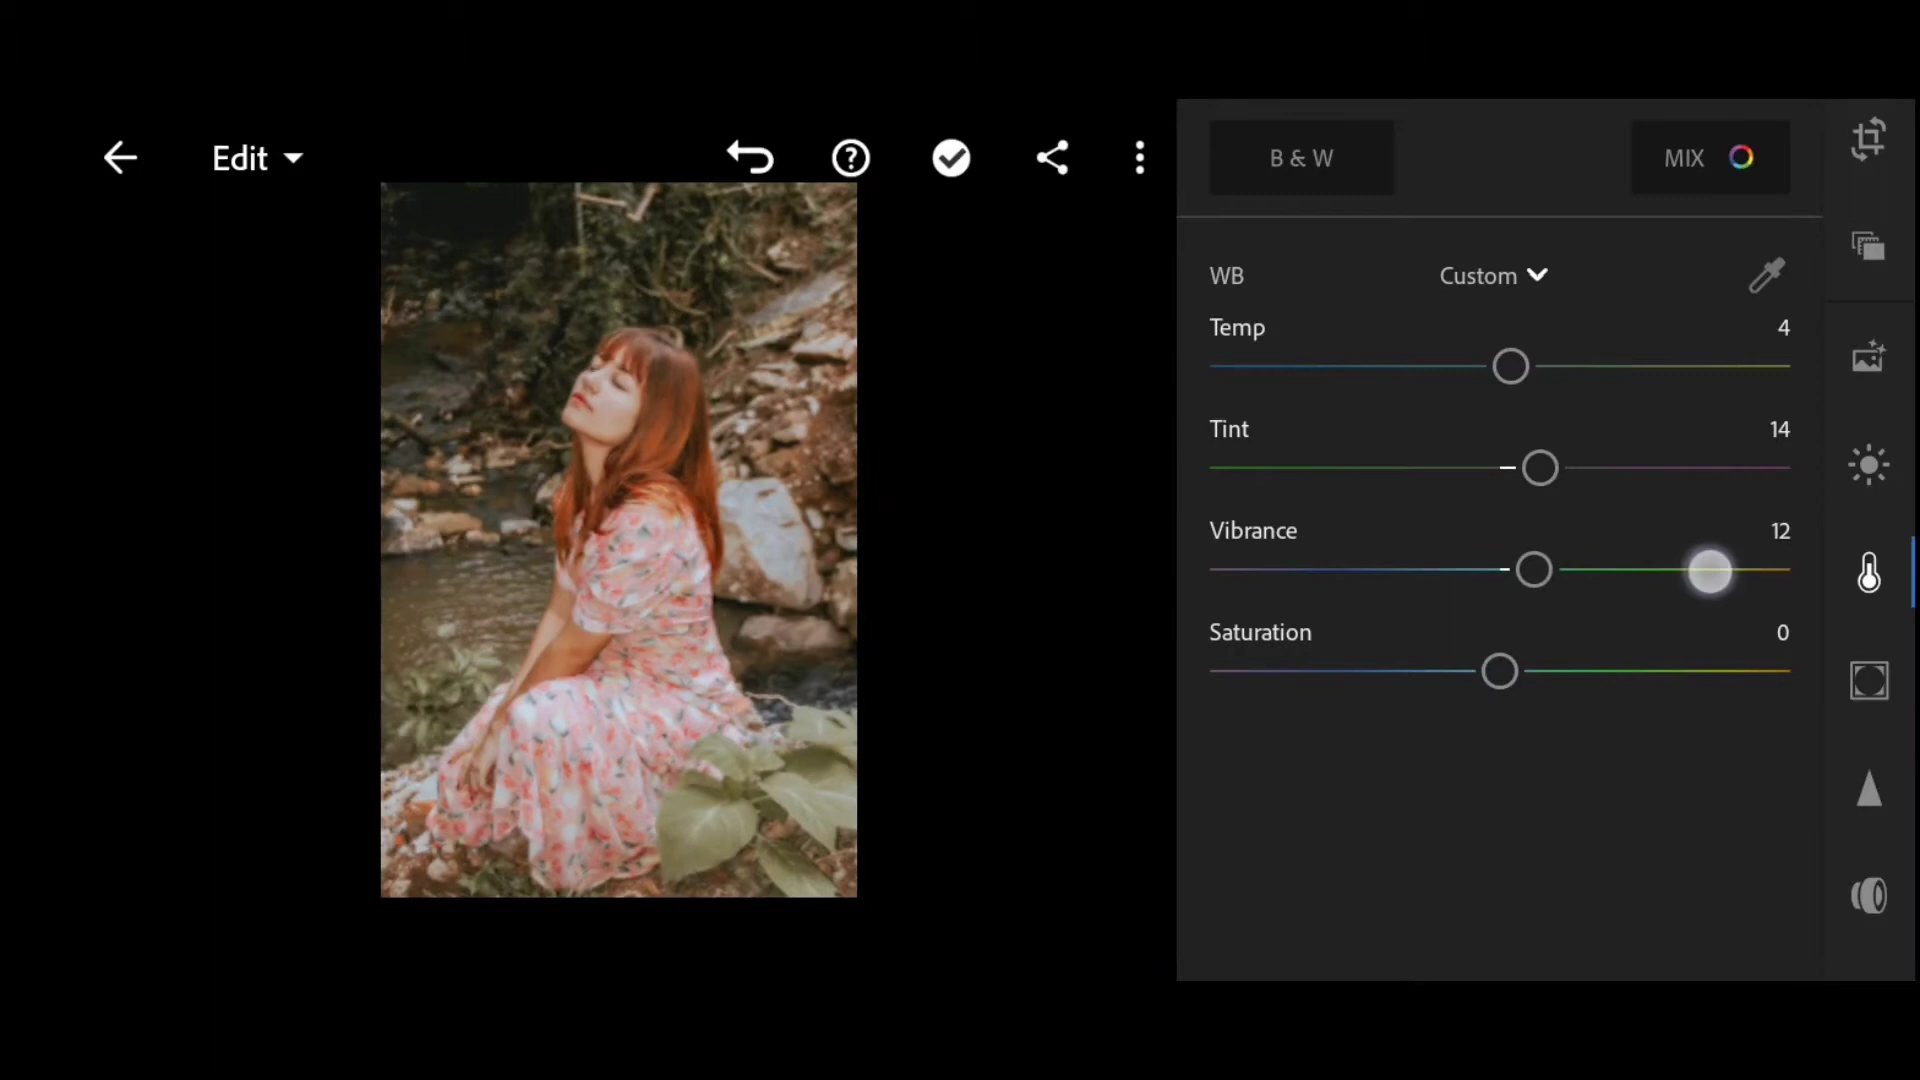 Edit
B & W
MIX
WB Custom
Temp 4
Tint 14
Vibrance 12
Saturation 0